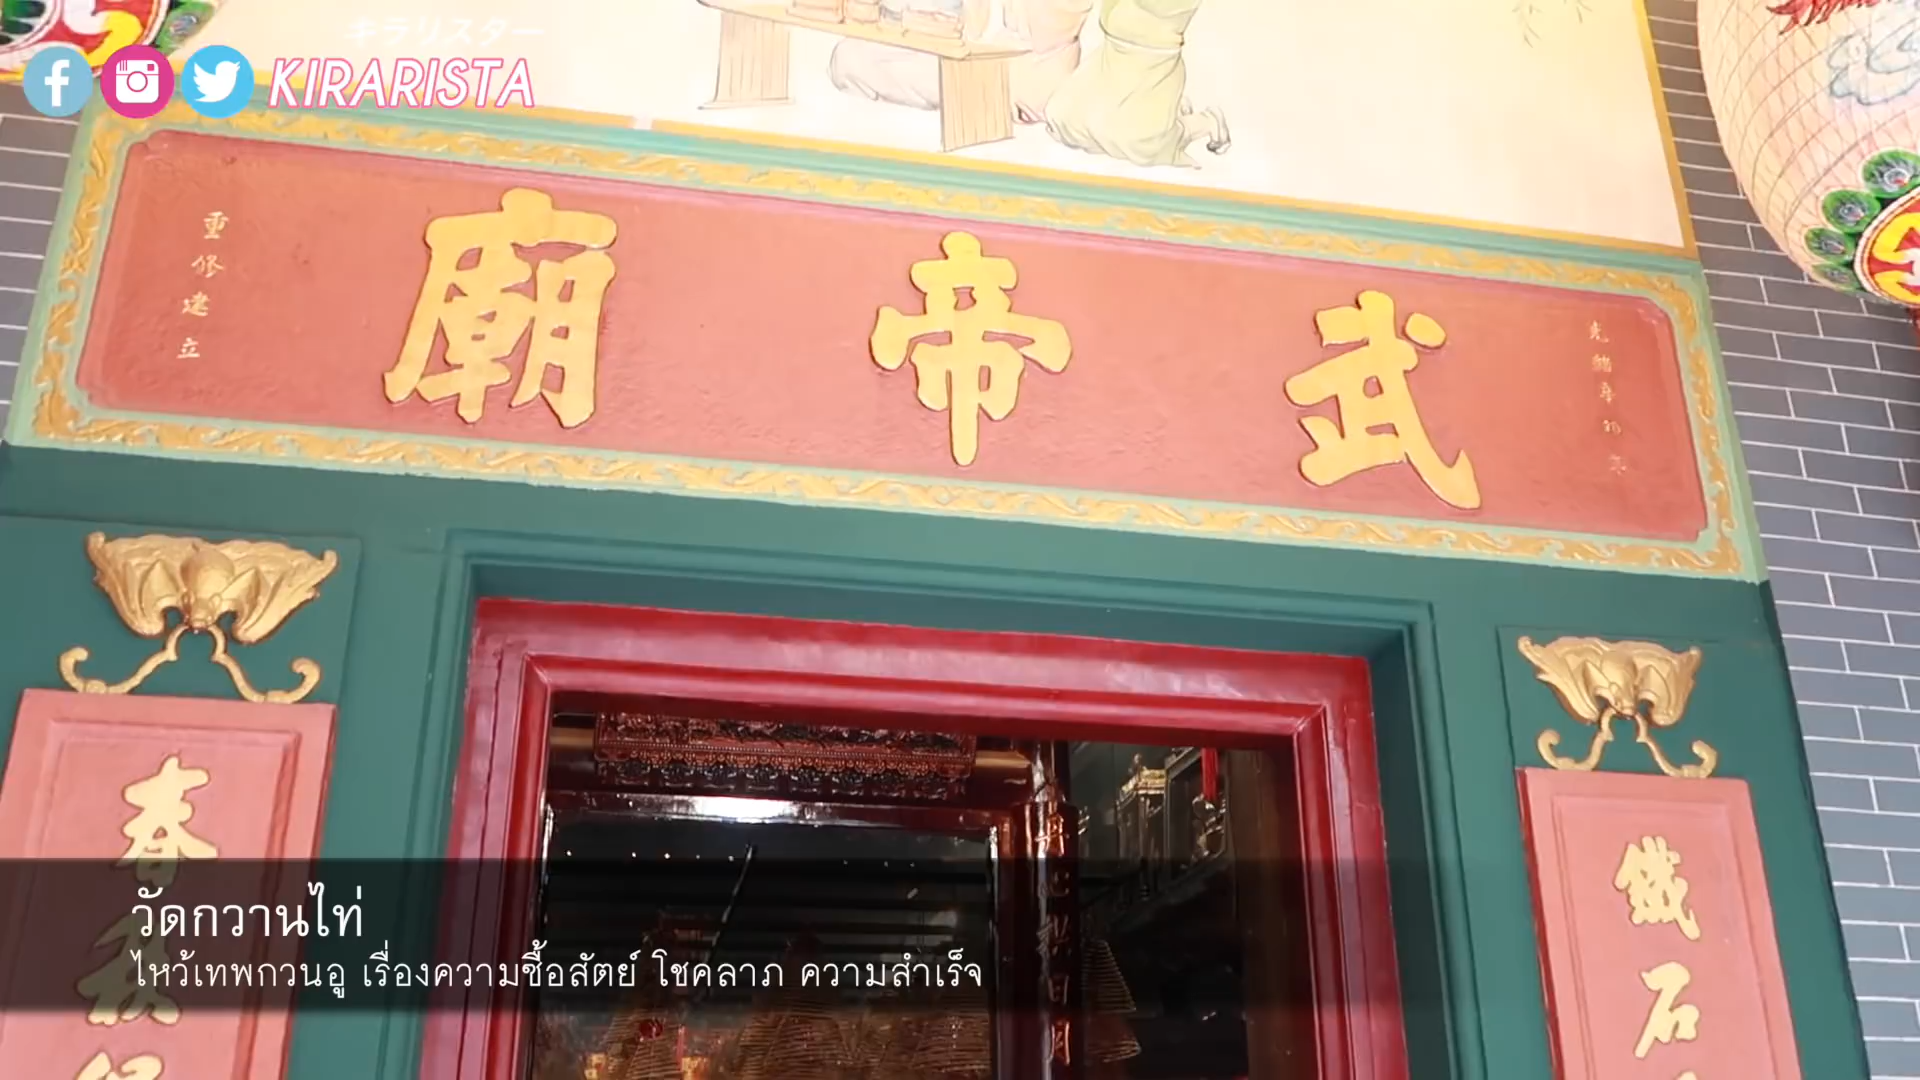 キラリスター
KIRARISTA
武帝廟
重修建立
春秋
鐵石
วัดกวานไท่
ไหว้เทพกวนอู เรื่องความซื่อสัตย์ โชคลาภ ความสำเร็จ